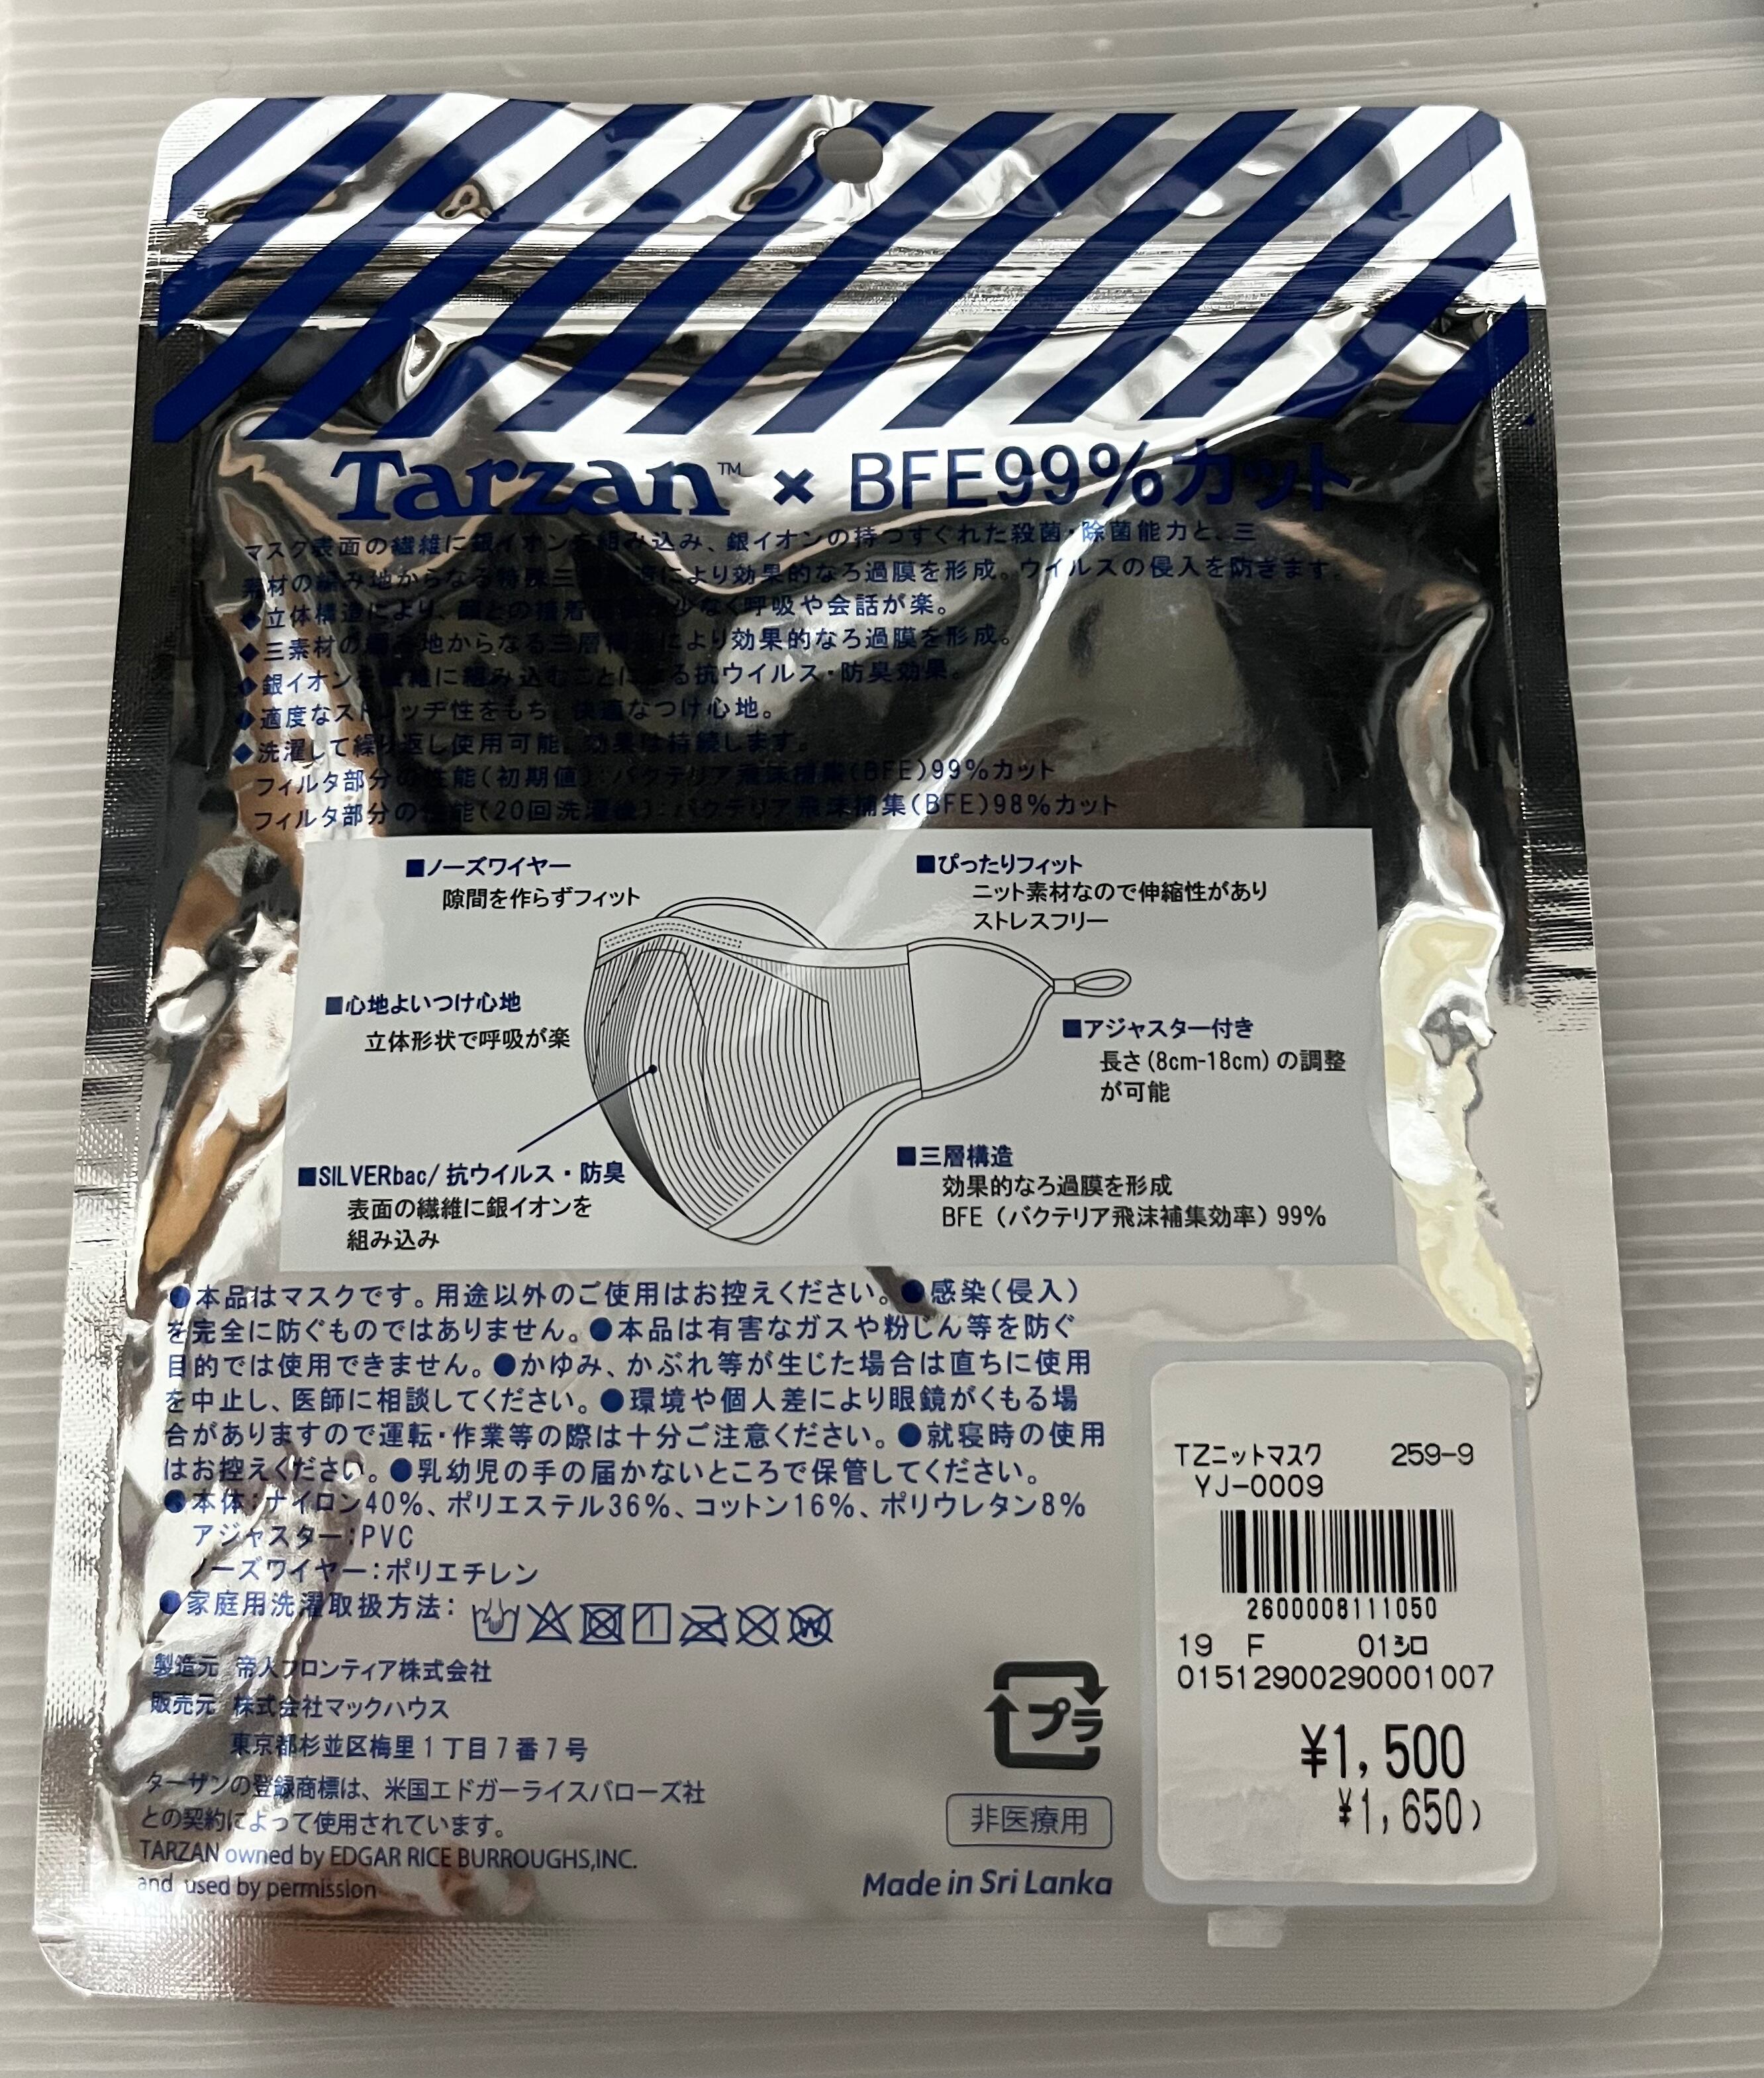 Tarzan™ × BFE99%カット
マスク表面の繊維に銀イオンを組み込み、銀イオンの持つすぐれた殺菌・除菌能力と、三
素材の編み地からなる特殊三 造により効果的なろ過膜を形成。ウイルスの侵入を防ぎます。
◆立体構造により、 との接着 少なく呼吸や会話が楽。
◆三素材の編み地からなる三層構造により効果的なろ過膜を形成。
◆銀イオンを繊維に組み込むことによる抗ウイルス・防臭効果。
◆適度なストレッチ性をもち、快適なつけ心地。
◆洗濯して繰り返し使用可能。効果は持続します。
フィルタ部分の性能(初期値):バクテリア飛沫捕集(BFE)99%カット
フィルタ部分の性能(20回洗濯後):バクテリア飛沫捕集(BFE)98%カット
■ノーズワイヤー
隙間を作らずフィット
■ぴったりフィット
ニット素材なので伸縮性があり
ストレスフリー
■心地よいつけ心地
立体形状で呼吸が楽
■アジャスター付き
長さ(8cm-18cm)の調整
が可能
■SILVERbac/抗ウイルス・防臭
表面の繊維に銀イオンを
組み込み
■三層構造
効果的なろ過膜を形成
BFE(バクテリア飛沫補集効率)99%
●本品はマスクです。用途以外のご使用はお控えください。●感染(侵入)
を完全に防ぐものではありません。●本品は有害なガスや粉じん等を防ぐ
目的では使用できません。●かゆみ、かぶれ等が生じた場合は直ちに使用
を中止し、医師に相談してください。●環境や個人差により眼鏡がくもる場
合がありますので運転・作業等の際は十分ご注意ください。●就寝時の使用
はお控えください。●乳幼児の手の届かないところで保管してください。
●本体:ナイロン40%、ポリエステル36%、コットン16%、ポリウレタン8%
アジャスター:PVC
ノーズワイヤー:ポリエチレン
●家庭用洗濯取扱方法:
製造元 帝人フロンティア株式会社
販売元 株式会社マックハウス
東京都杉並区梅里1丁目7番7号
ターザンの登録商標は、米国エドガーライスバローズ社
との契約によって使用されています。
TARZAN owned by EDGAR RICE BURROUGHS,INC.
and used by permission
プラ
非医療用
Made in Sri Lanka
TZニットマスク 259-9
YJ-0009
2600008111050
19 F 01シロ
01512900290001007
¥1,500
¥1,650)